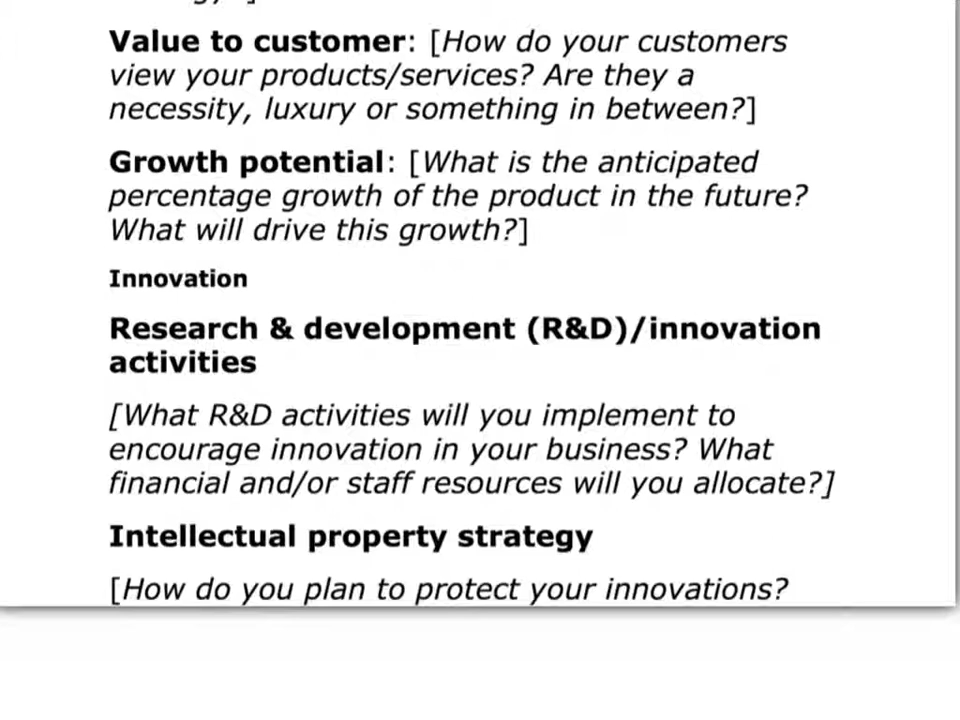 Value to customer: [How do your customers
view your products/services? Are they a
necessity, luxury or something in between?]
Growth potential: [What is the anticipated
percentage growth of the product in the future?
What will drive this growth?]
Innovation
Research & development (R&D)/innovation
activities
[What R&D activities will you implement to
encourage innovation in your business? What
financial and/or staff resources will you allocate?]
Intellectual property strategy
[How do you plan to protect your innovations?